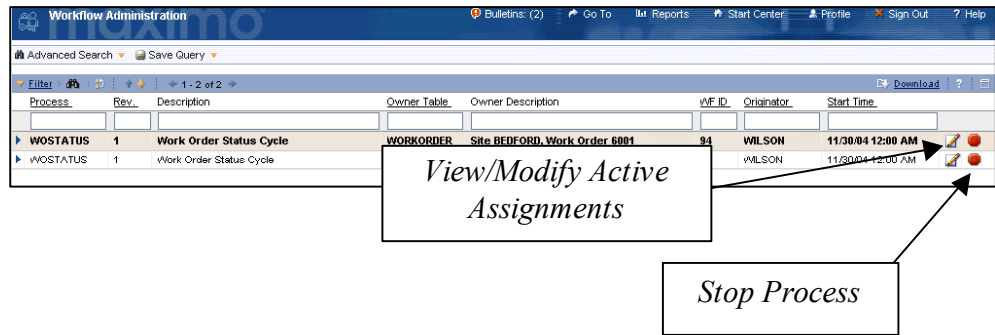 Workflow Administration
maximo
Bulletins: (2) Go To Reports Start Center Profile Sign Out ? Help
Advanced Search Save Query
Filter 1 - 2 of 2 Download ?
Process Rev. Description Owner Table Owner Description WF ID Originator Start Time
WOSTATUS 1 Work Order Status Cycle WORKORDER Site BEDFORD, Work Order 6001 94 WILSON 11/30/04 12:00 AM
WOSTATUS 1 Work Order Status Cycle WILSON 11/30/04 12:00 AM
View/Modify Active
Assignments
Stop Process